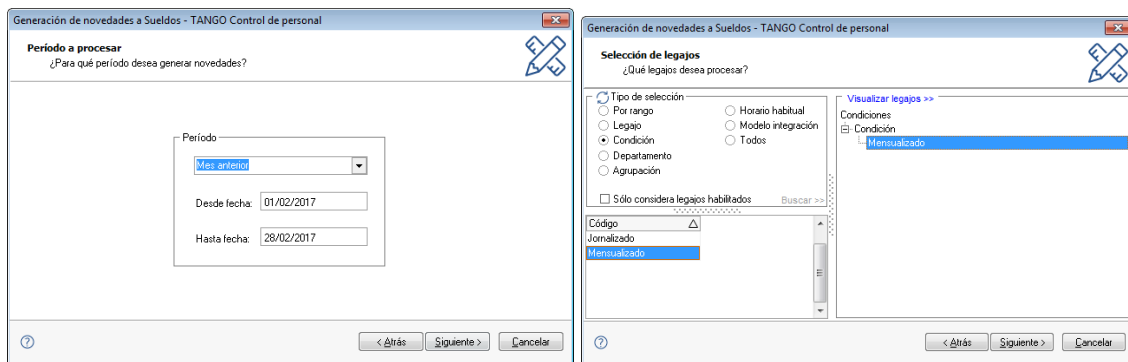 Generación de novedades a Sueldos - TANGO Control de personal
Período a procesar
¿Para qué período desea generar novedades?
Período
Mes anterior
Desde fecha: 01/02/2017
Hasta fecha: 28/02/2017
< Atrás Siguiente > Cancelar
Generación de novedades a Sueldos - TANGO Control de personal
Selección de legajos
¿Qué legajos desea procesar?
Tipo de selección
Por rango
Legajo
Condición
Departamento
Agrupación
Horario habitual
Modelo integración
Todos
Sólo considera legajos habilitados Buscar >>
Código
Jornalizado
Mensualizado
Visualizar legajos >>
Condiciones
Condición
Mensualizado
< Atrás Siguiente > Cancelar